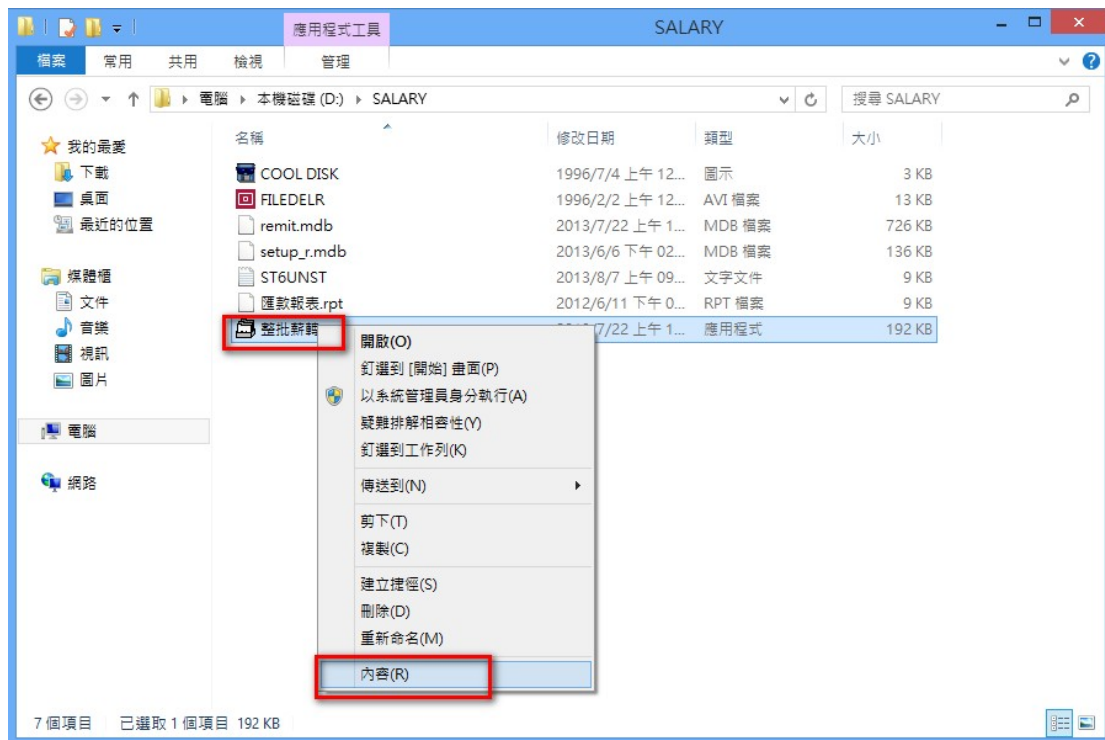 應用程式工具
SALARY
檔案 常用 共用 檢視 管理
電腦 本機磁碟 (D:) SALARY
搜尋 SALARY
我的最愛
下載
桌面
最近的位置
媒體櫃
文件
音樂
視訊
圖片
電腦
網路
名稱 修改日期 類型 大小
COOL DISK 1996/7/4 上午 12... 圖示 3 KB
FILEDELR 1996/2/2 上午 12... AVI 檔案 13 KB
remit.mdb 2013/7/22 上午 1... MDB 檔案 726 KB
setup_r.mdb 2013/6/6 下午 02... MDB 檔案 136 KB
ST6UNST 2013/8/7 上午 09... 文字文件 9 KB
匯款報表.rpt 2012/6/11 下午 0... RPT 檔案 9 KB
整批薪轉 7/22 上午 1... 應用程式 192 KB
開啟(O)
釘選到 [開始] 畫面(P)
以系統管理員身分執行(A)
疑難排解相容性(Y)
釘選到工作列(K)
傳送到(N)
剪下(T)
複製(C)
建立捷徑(S)
刪除(D)
重新命名(M)
內容(R)
7 個項目 已選取 1 個項目 192 KB